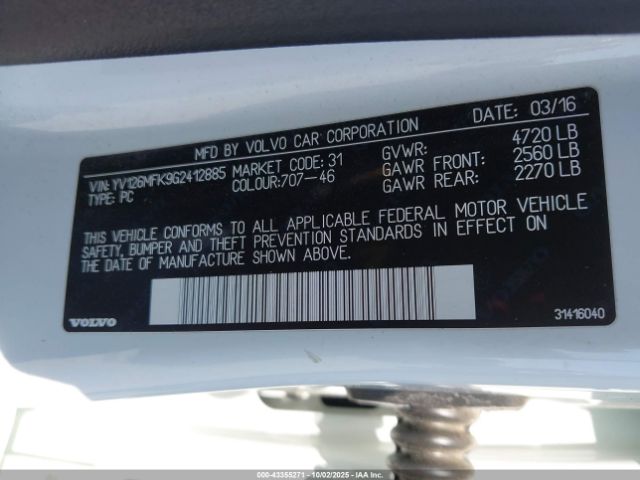 MFD BY VOLVO CAR CORPORATION DATE: 03/16
VIN: YV126MFK9G2412885 MARKET CODE: 31 GVWR: 4720 LB
TYPE: PC COLOUR:707-46 GAWR FRONT: 2560 LB
GAWR REAR: 2270 LB
THIS VEHICLE CONFORMS TO ALL APPLICABLE FEDERAL MOTOR VEHICLE
SAFETY, BUMPER AND THEFT PREVENTION STANDARDS IN EFFECT ON
THE DATE OF MANUFACTURE SHOWN ABOVE.
VOLVO 31416040
000-43355271 - 10/02/2025 - IAAI.COM